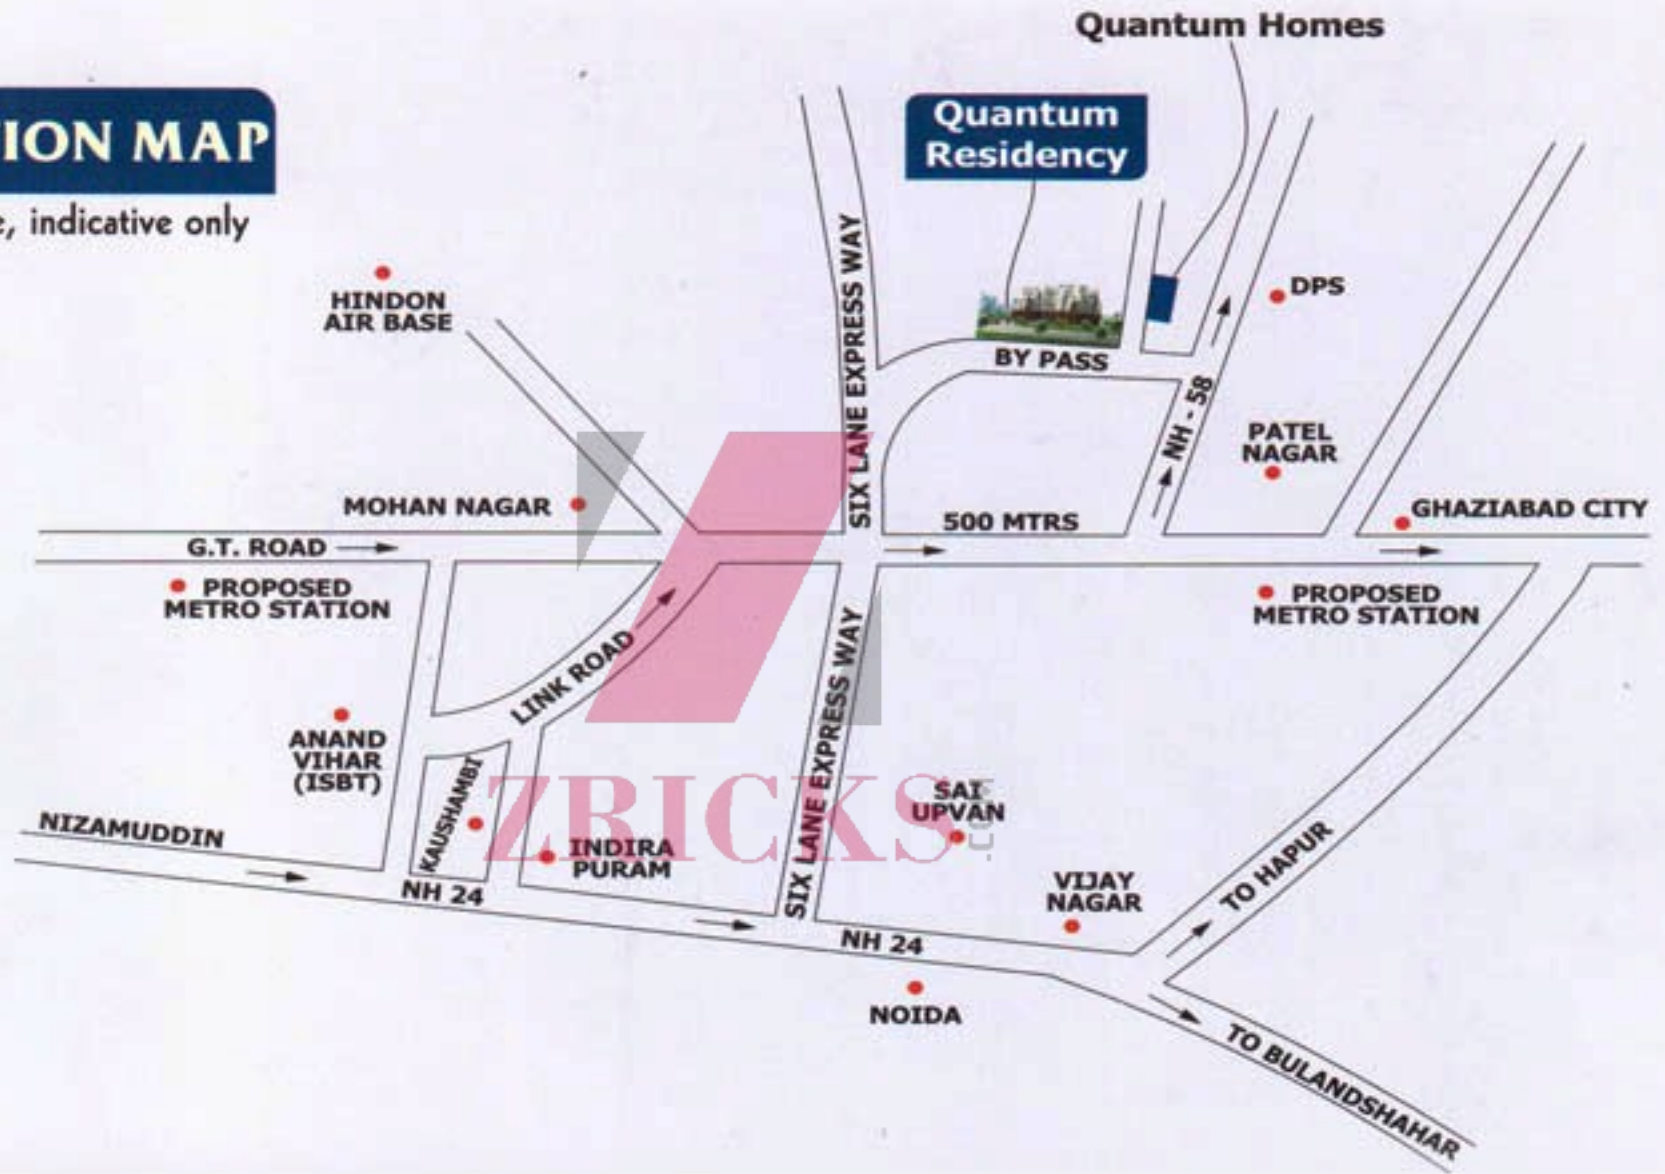 Quantum Homes
Quantum
Residency
ION MAP
, indicative only
HINDON
AIR BASE
SIX LANE EXPRESS WAY
DPS
BY PASS
NH - 58
PATEL
NAGAR
MOHAN NAGAR
500 MTRS
GHAZIABAD CITY
G.T. ROAD
PROPOSED
METRO STATION
PROPOSED
METRO STATION
LINK ROAD
SIX LANE EXPRESS WAY
ANAND
VIHAR
(ISBT)
KAUSHAMBI
ZRICKS
.COM
SAI
UPVAN
NIZAMUDDIN
INDIRA
PURAM
NH 24
VIJAY
NAGAR
TO HAPUR
NH 24
NOIDA
TO BULANDSHAHAR